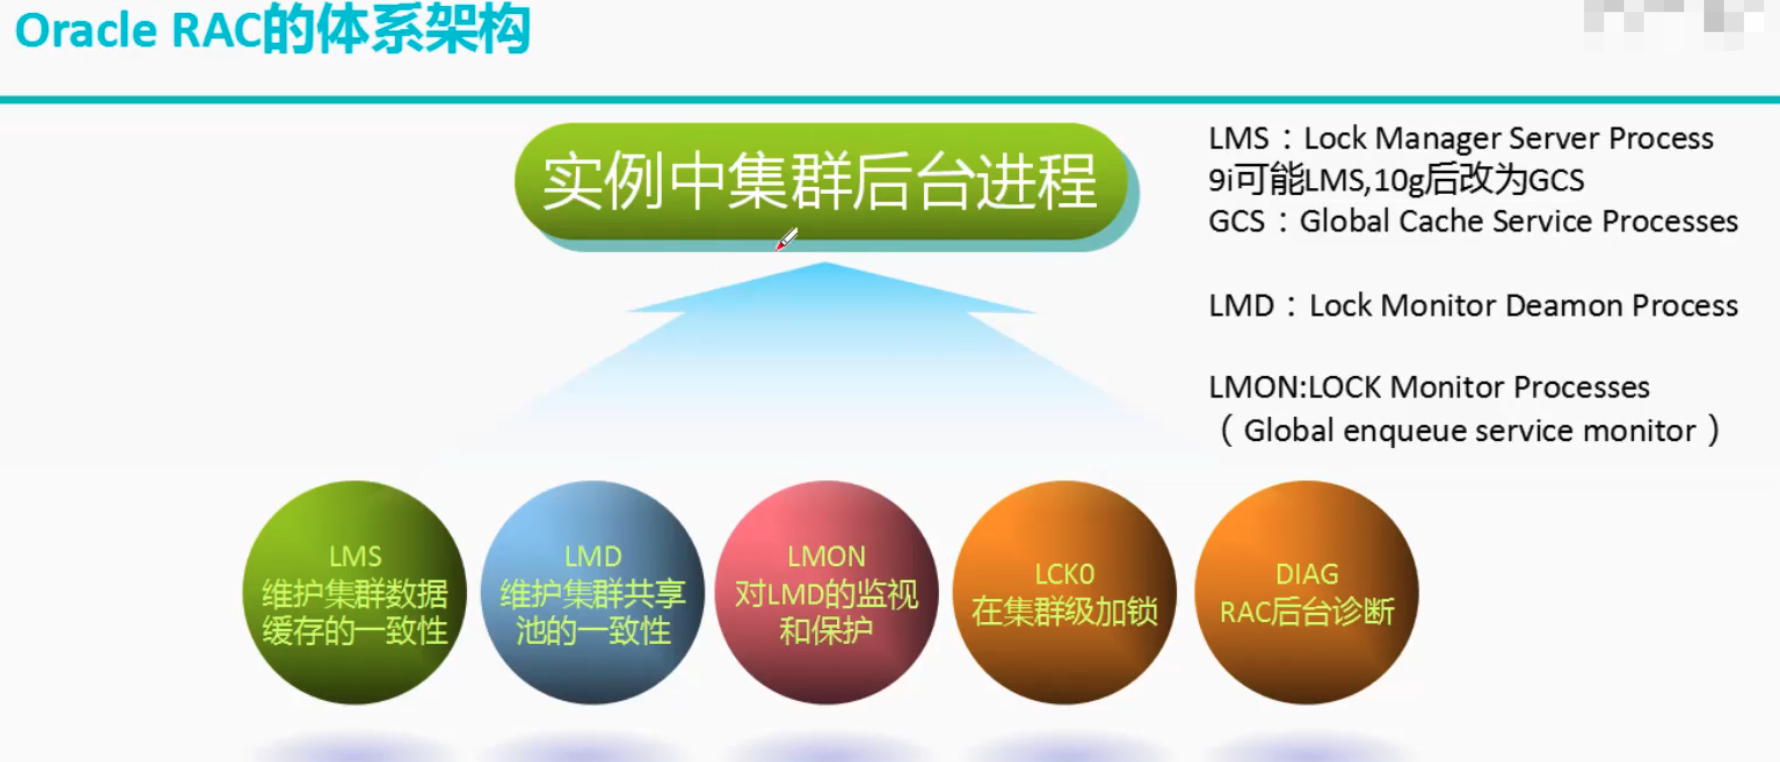 Oracle RAC的体系架构
实例中集群后台进程
LMS：Lock Manager Server Process
9i可能LMS,10g后改为GCS
GCS：Global Cache Service Processes
LMD：Lock Monitor Deamon Process
LMON:LOCK Monitor Processes
（Global enqueue service monitor）
LMS
维护集群数据
缓存的一致性
LMD
维护集群共享
池的一致性
LMON
对LMD的监视
和保护
LCK0
在集群级加锁
DIAG
RAC后台诊断